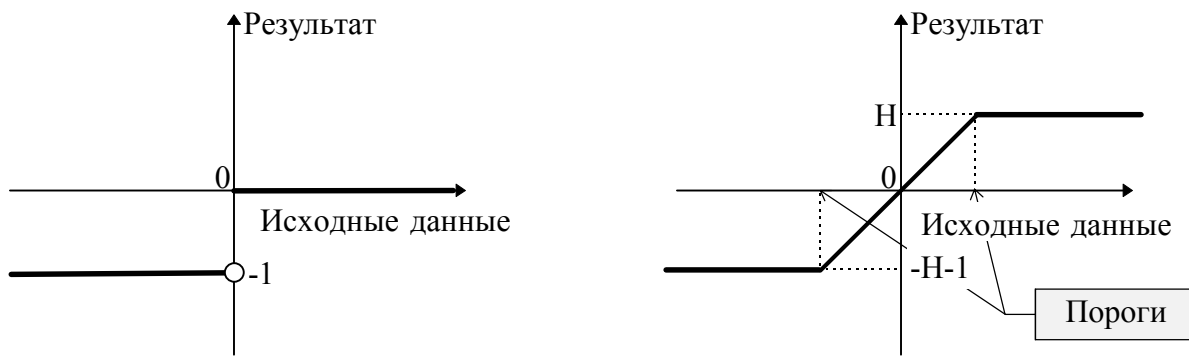 Результат
0
Исходные данные
-1
Результат
Н
0
Исходные данные
-Н-1
Пороги